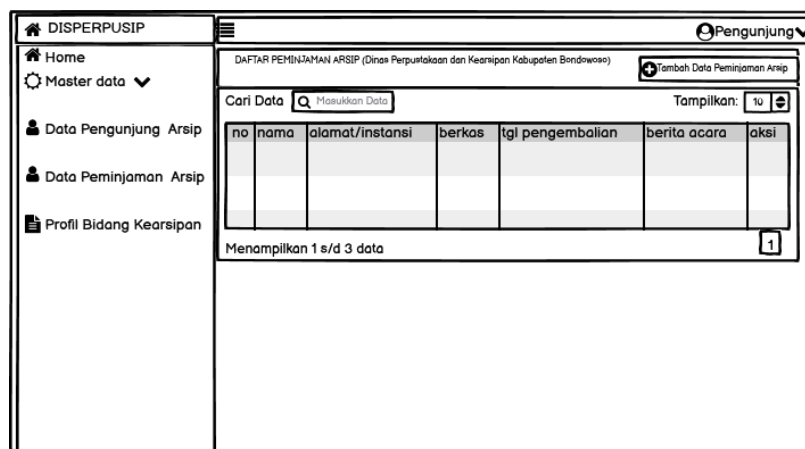 DISPERPUSIP
Pengunjung
Home
Master data
Data Pengunjung Arsip
Data Peminjaman Arsip
Profil Bidang Kearsipan
DAFTAR PEMINJAMAN ARSIP (Dinas Perpustakaan dan Kearsipan Kabupaten Bondowoso)
Tambah Data Peminjaman Arsip
Cari Data Masukkan Data
Tampilkan: 10
no nama alamat/instansi berkas tgl pengembalian berita acara aksi
Menampilkan 1 s/d 3 data
1